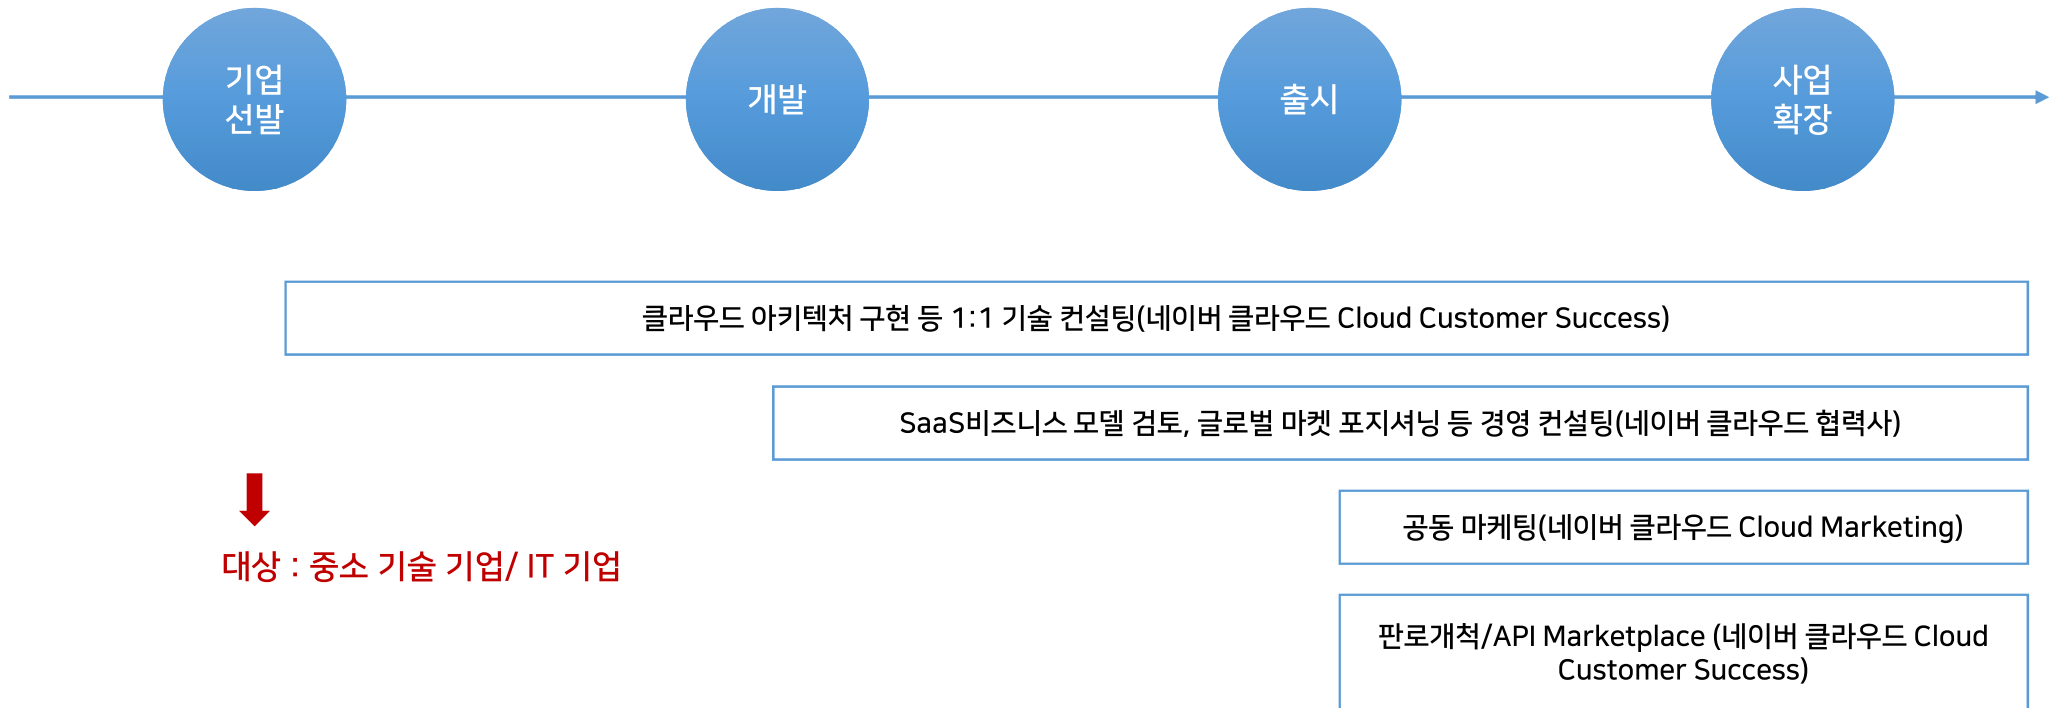 기업
선발
개발
출시
사업
확장
클라우드 아키텍처 구현 등 1:1 기술 컨설팅(네이버 클라우드 Cloud Customer Success)
SaaS비즈니스 모델 검토, 글로벌 마켓 포지셔닝 등 경영 컨설팅(네이버 클라우드 협력사)
공동 마케팅(네이버 클라우드 Cloud Marketing)
대상 : 중소 기술 기업/ IT 기업
판로개척/API Marketplace (네이버 클라우드 Cloud
Customer Success)